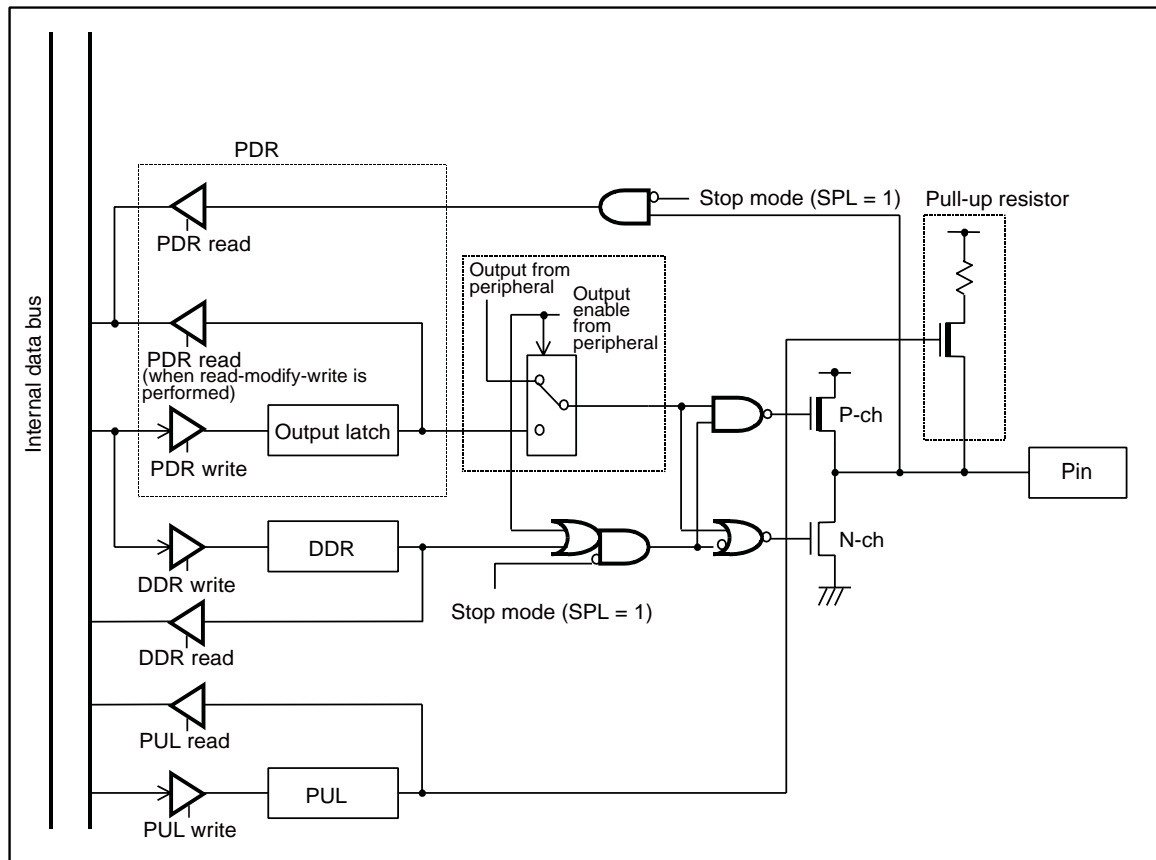 PDR
Stop mode (SPL = 1)
Pull-up resistor
PDR read
Output from
peripheral
Output
enable
from
peripheral
PDR read
(when read-modify-write is
performed)
Internal data bus
Output latch
P-ch
PDR write
Pin
DDR
N-ch
DDR write
Stop mode (SPL = 1)
DDR read
PUL read
PUL
PUL write